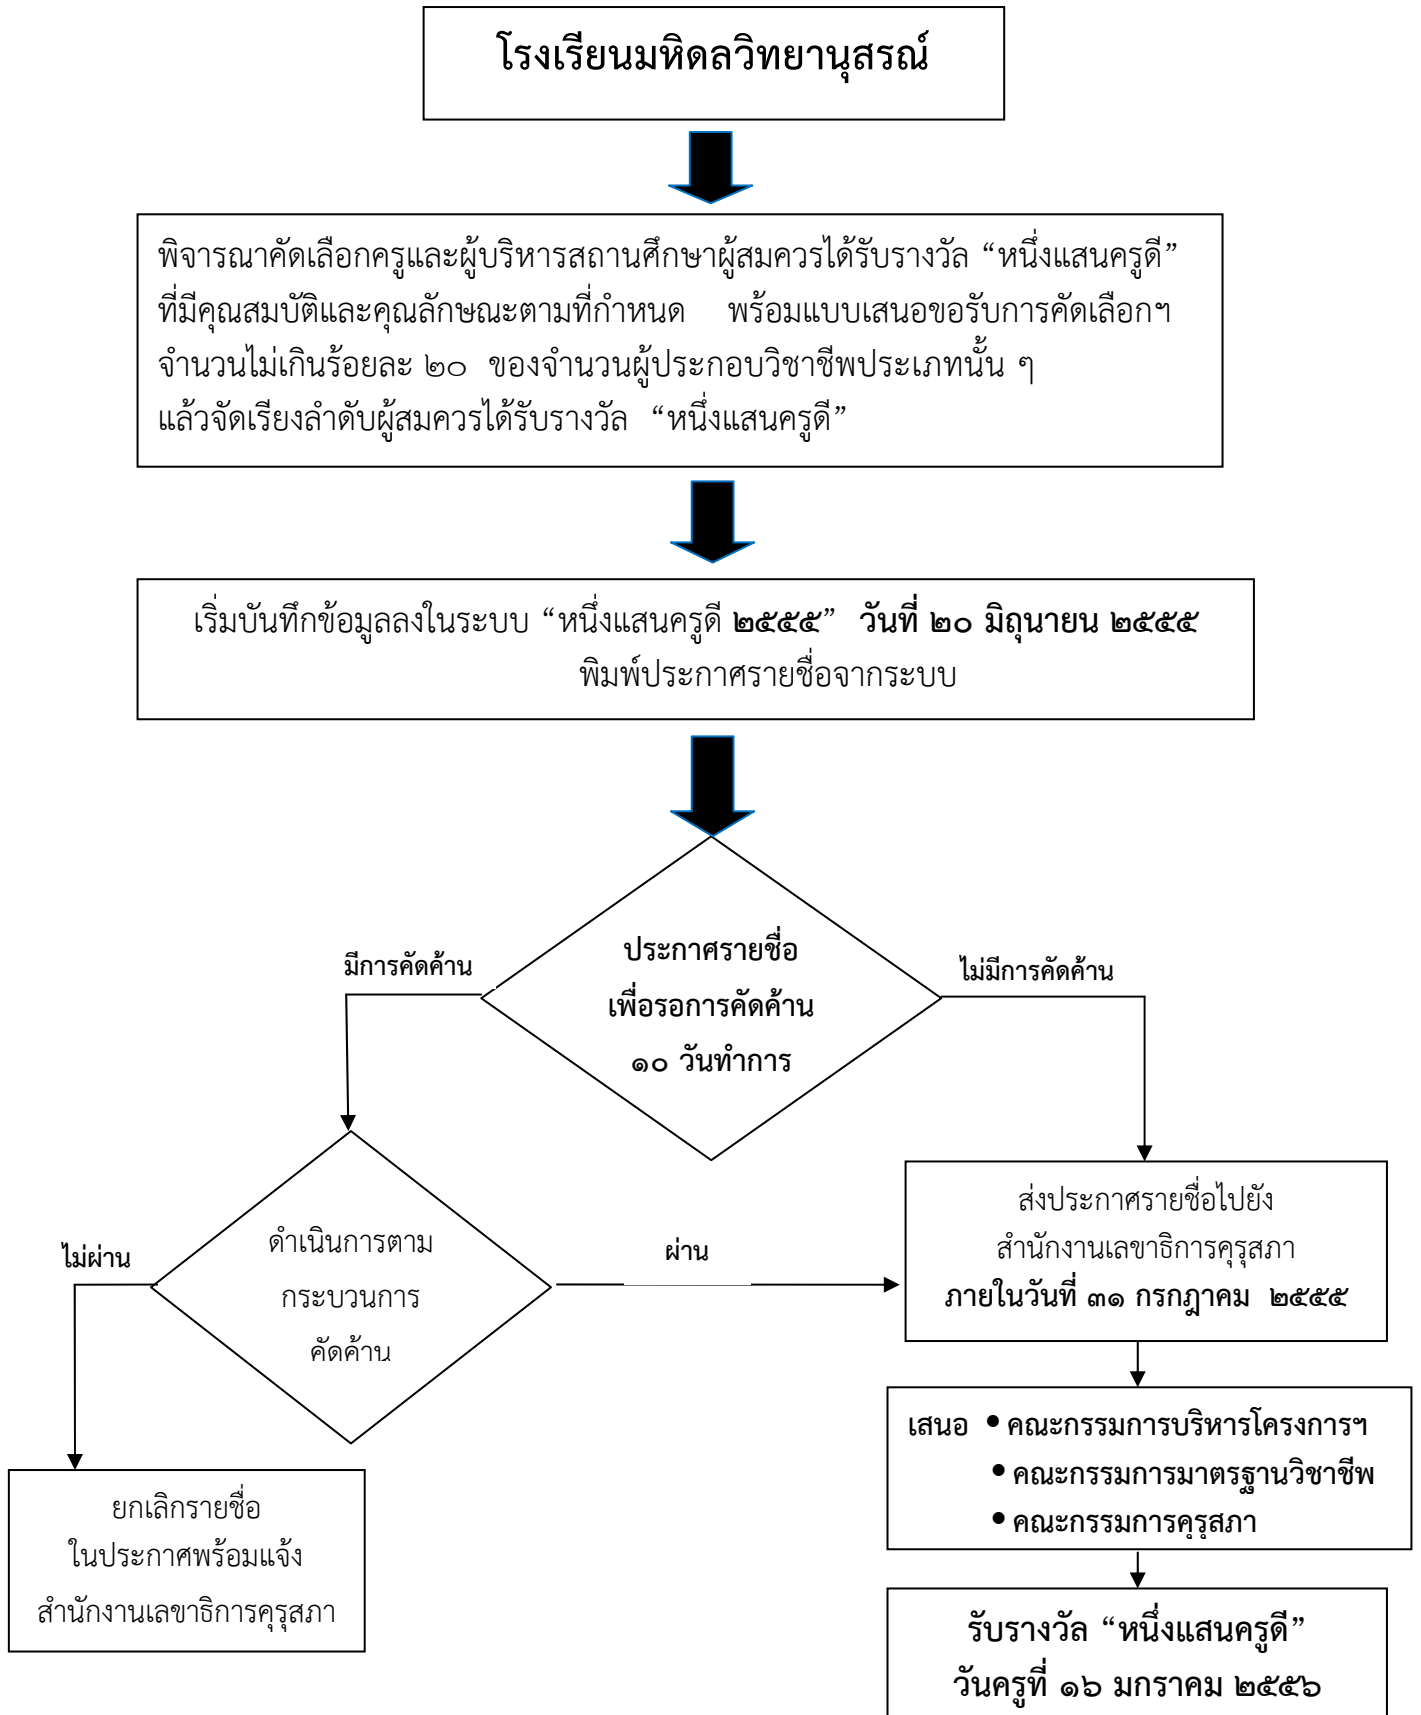 โรงเรียนมหิดลวิทยานุสรณ์
พิจารณาคัดเลือกครูและผู้บริหารสถานศึกษาผู้สมควรได้รับรางวัล “หนึ่งแสนครูดี”
ที่มีคุณสมบัติและคุณลักษณะตามที่กำหนด พร้อมแบบเสนอขอรับการคัดเลือกฯ
จำนวนไม่เกินร้อยละ ๒๐ ของจำนวนผู้ประกอบวิชาชีพประเภทนั้น ๆ
แล้วจัดเรียงลำดับผู้สมควรได้รับรางวัล “หนึ่งแสนครูดี”
เริ่มบันทึกข้อมูลลงในระบบ “หนึ่งแสนครูดี ๒๕๕๕” วันที่ ๒๐ มิถุนายน ๒๕๕๕
พิมพ์ประกาศรายชื่อจากระบบ
ประกาศรายชื่อ
เพื่อรอการคัดค้าน
๑๐ วันทำการ
มีการคัดค้าน
ไม่มีการคัดค้าน
ดำเนินการตาม
กระบวนการ
คัดค้าน
ไม่ผ่าน
ผ่าน
ส่งประกาศรายชื่อไปยัง
สำนักงานเลขาธิการคุรุสภา
ภายในวันที่ ๓๑ กรกฎาคม ๒๕๕๕
เสนอ • คณะกรรมการบริหารโครงการฯ
• คณะกรรมการมาตรฐานวิชาชีพ
• คณะกรรมการคุรุสภา
ยกเลิกรายชื่อ
ในประกาศพร้อมแจ้ง
สำนักงานเลขาธิการคุรุสภา
รับรางวัล “หนึ่งแสนครูดี”
วันครูที่ ๑๖ มกราคม ๒๕๕๖